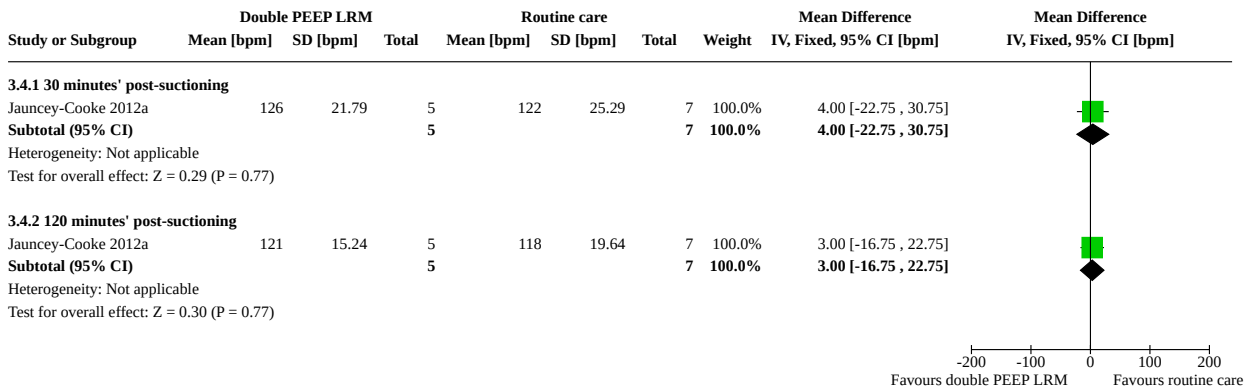 Double PEEP LRM Routine care Mean Difference Mean Difference
Study or Subgroup Mean [bpm] SD [bpm] Total Mean [bpm] SD [bpm] Total Weight IV, Fixed, 95% CI [bpm] IV, Fixed, 95% CI [bpm]
3.4.1 30 minutes' post-suctioning
Jauncey-Cooke 2012a 126 21.79 5 122 25.29 7 100.0% 4.00 [-22.75 , 30.75]
Subtotal (95% CI) 5 7 100.0% 4.00 [-22.75 , 30.75]
Heterogeneity: Not applicable
Test for overall effect: Z = 0.29 (P = 0.77)
3.4.2 120 minutes' post-suctioning
Jauncey-Cooke 2012a 121 15.24 5 118 19.64 7 100.0% 3.00 [-16.75 , 22.75]
Subtotal (95% CI) 5 7 100.0% 3.00 [-16.75 , 22.75]
Heterogeneity: Not applicable
Test for overall effect: Z = 0.30 (P = 0.77)
-200 -100 0 100 200
Favours double PEEP LRM Favours routine care